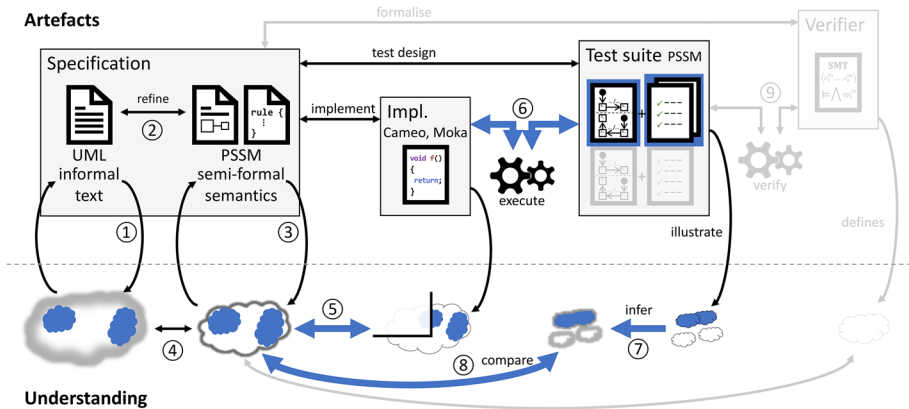 Artefacts
formalise
Verifier
test design
Specification
Test suite PSSM
SMT
refine
rule {
⋮
}
implement
Impl.
Cameo, Moka
⑥
⑨
②
void f()
{
return;
}
+
UML
informal
text
PSSM
semi-formal
semantics
execute
verify
+
①
③
illustrate
defines
⑤
infer
④
⑦
⑧
compare
Understanding